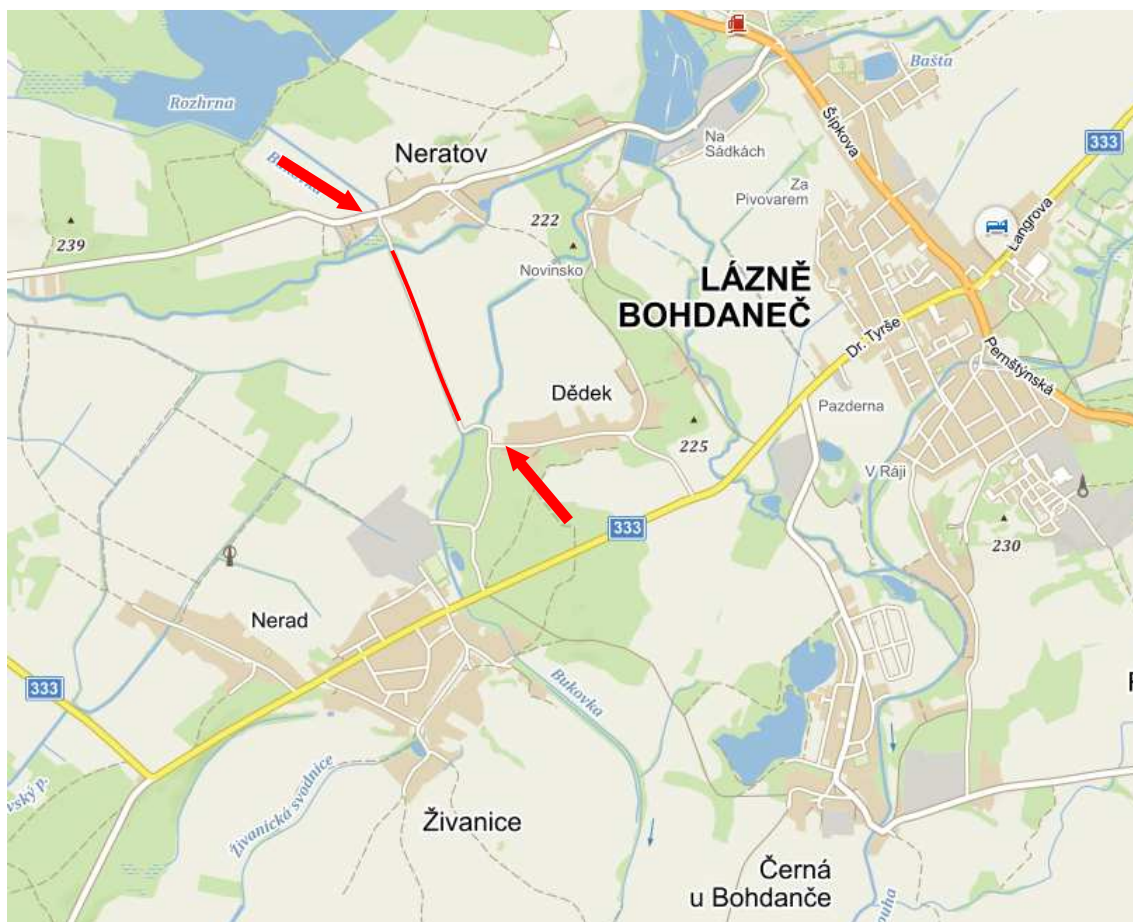 Bašta
Rozhrna
Šípkova
Na
Sádkách
333
Neratov
Za
Pivovarem
Langrova
239
222
Novinsko
LÁZNĚ
BOHDANEČ
Dr. Tyrše
Pernštýnská
Dědek
Pazderna
225
V Ráji
333
230
Nerad
Bukovka
333
Živanická svodnice
Živanice
Černá
u Bohdanče